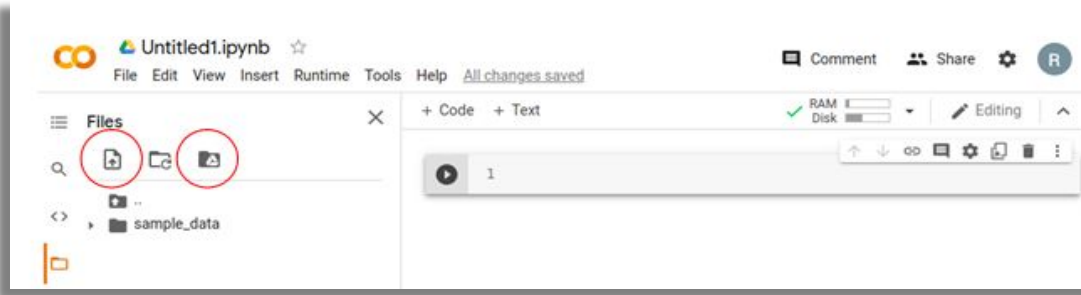 Untitled1.ipynb
File Edit View Insert Runtime Tools Help All changes saved
Comment Share R
Files
+ Code + Text
RAM
Disk
Editing
1
..
sample_data